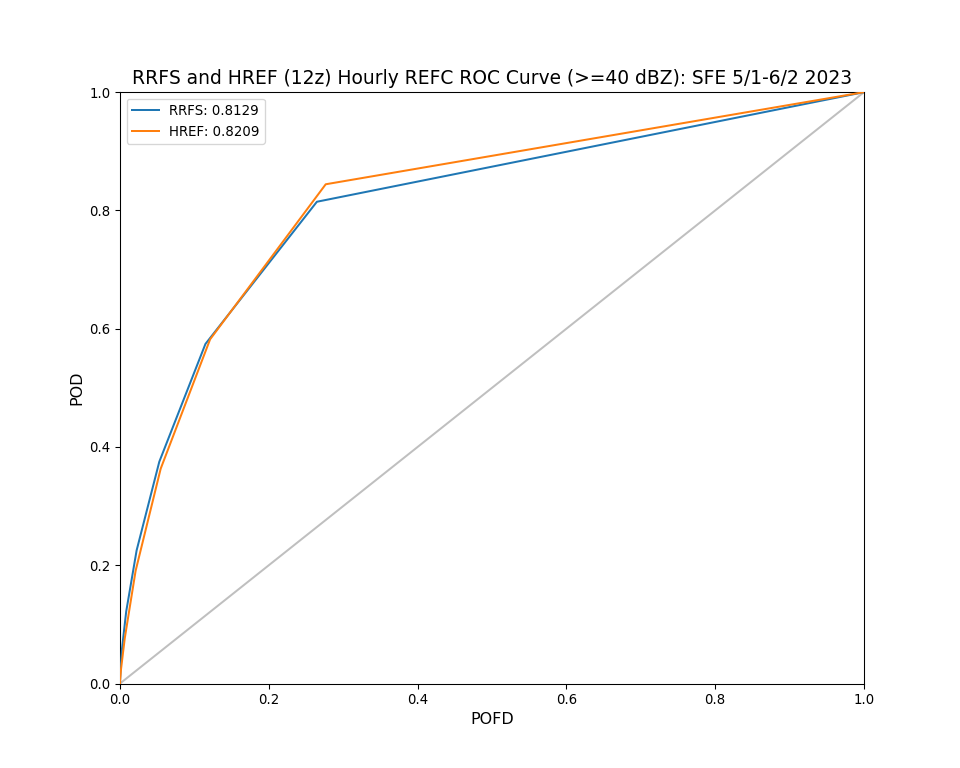 RRFS and HREF (12z) Hourly REFC ROC Curve (>=40 dBZ): SFE 5/1-6/2 2023
RRFS: 0.8129
HREF: 0.8209
1.0
0.8
0.6
0.4
0.2
0.0
POD
0.0 0.2 0.4 0.6 0.8 1.0
POFD